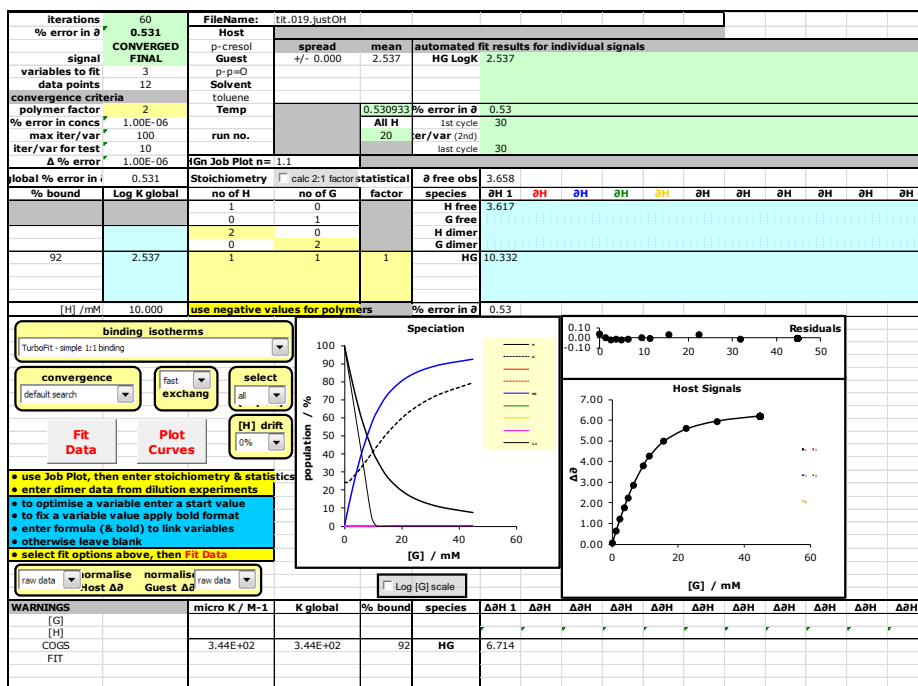 iterations 60 FileName: tit.019.justOH
% error in ∂ 0.531 Host
CONVERGED p-cresol spread mean automated fit results for individual signals
signal FINAL Guest +/- 0.000 2.537 HG LogK 2.537
variables to fit 3 p-p=O
data points 12 Solvent
convergence criteria toluene
polymer factor 2 Temp 0.530933 % error in ∂ 0.53
% error in concs 1.00E-06 All H 1st cycle 30
max iter/var 100 run no. 20 ter/var (2nd)
iter/var for test 10 last cycle 30
Δ % error 1.00E-06 HGn Job Plot n= 1.1
global % error in 0.531 Stoichiometry calc 2:1 factor statistical ∂ free obs 3.658
% bound Log K global no of H no of G factor species ∂H 1 ∂H ∂H ∂H ∂H ∂H ∂H ∂H ∂H ∂H
1 0 H free 3.617
0 1 G free
2 0 H dimer
0 2 G dimer
92 2.537 1 1 1 HG 10.332
[H] /mM 10.000 use negative values for polymers % error in ∂ 0.53
binding isotherms
TurboFit - simple 1:1 binding
convergence fast select
default search exchang all
Fit Data
Plot Curves
[H] drift
0%
Speciation
population / %
100
90
80
70
60
50
40
30
20
10
0
0 20 40 60
[G] / mM
Residuals
0.10
0.00
-0.10
0 10 20 30 40 50
Host Signals
Δ∂
7.00
6.00
5.00
4.00
3.00
2.00
1.00
0.00
0 20 40 60
[G] / mM
• use Job Plot, then enter stoichiometry & statistics
• enter dimer data from dilution experiments
• to optimise a variable enter a start value
• to fix a variable value apply bold format
• enter formula (& bold) to link variables
• otherwise leave blank
• select fit options above, then Fit Data
raw data normalise Host Δ∂ normalise Guest Δ∂ raw data
Log [G] scale
WARNINGS micro K / M-1 K global % bound species Δ∂H 1 Δ∂H Δ∂H Δ∂H Δ∂H Δ∂H Δ∂H Δ∂H Δ∂H Δ∂H
[G]
[H]
COGS 3.44E+02 3.44E+02 92 HG 6.714
FIT